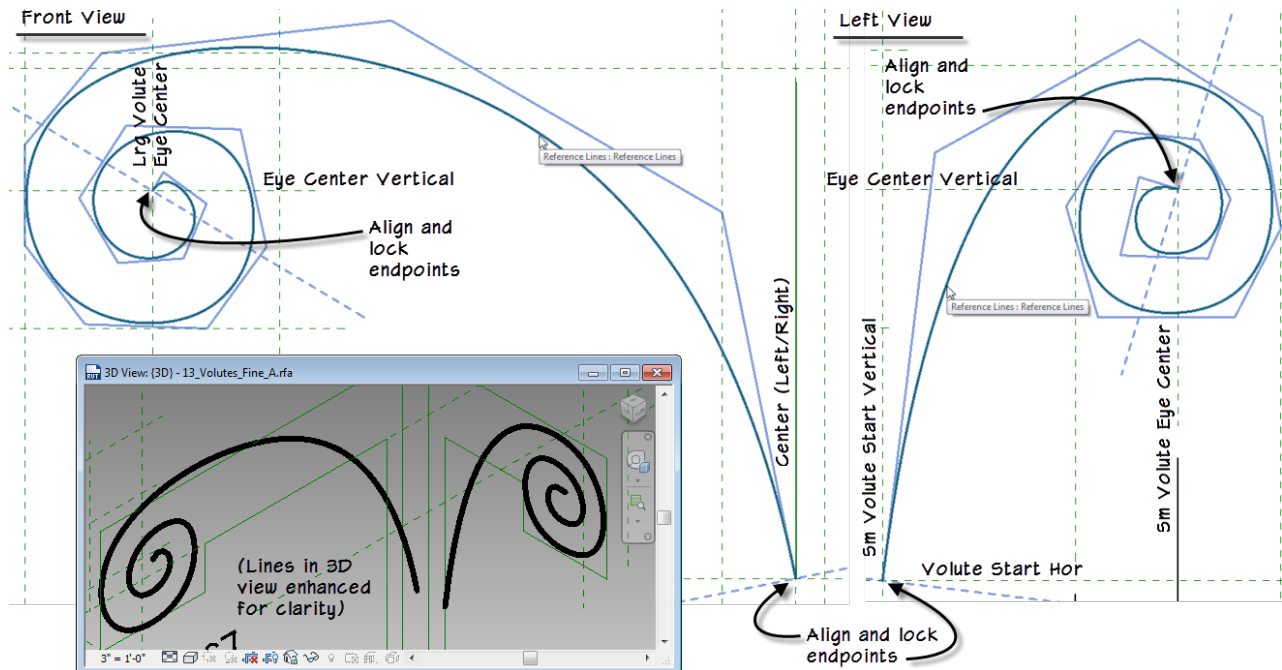 Front View
Lrg Volute
Eye Center
Eye Center Vertical
Align and
lock
endpoints
Reference Lines : Reference Lines
Center (Left/Right)
Left View
Align and
lock
endpoints
Eye Center Vertical
Reference Lines : Reference Lines
Sm Volute Start Vertical
Sm Volute Eye Center
Volute Start Hor
Align and lock
endpoints
3D View: {3D} - 13_Volutes_Fine_A.rfa
(Lines in 3D
view enhanced
for clarity)
3" = 1'-0"